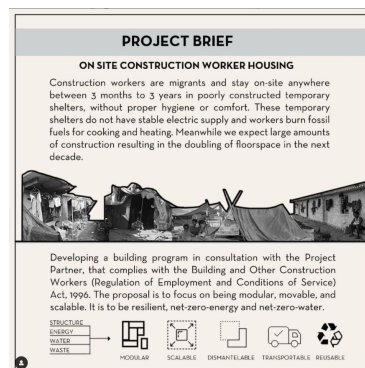 PROJECT BRIEF
ON SITE CONSTRUCTION WORKER HOUSING
Construction workers are migrants and stay on-site anywhere
between 3 months to 3 years in poorly constructed temporary
shelters, without proper hygiene or comfort. These temporary
shelters do not have stable electric supply and workers burn fossil
fuels for cooking and heating. Meanwhile we expect large amounts
of construction resulting in the doubling of floorspace in the next
decade.
Developing a building program in consultation with the Project
Partner, that complies with the Building and Other Construction
Workers (Regulation of Employment and Conditions of Service)
Act, 1996. The proposal is to focus on being modular, movable, and
scalable. It is to be resilient, net-zero-energy and net-zero-water.
STRUCTURE
ENERGY
WATER
WASTE
MODULAR SCALABLE DISMANTELABLE TRANSPORTABLE REUSABLE